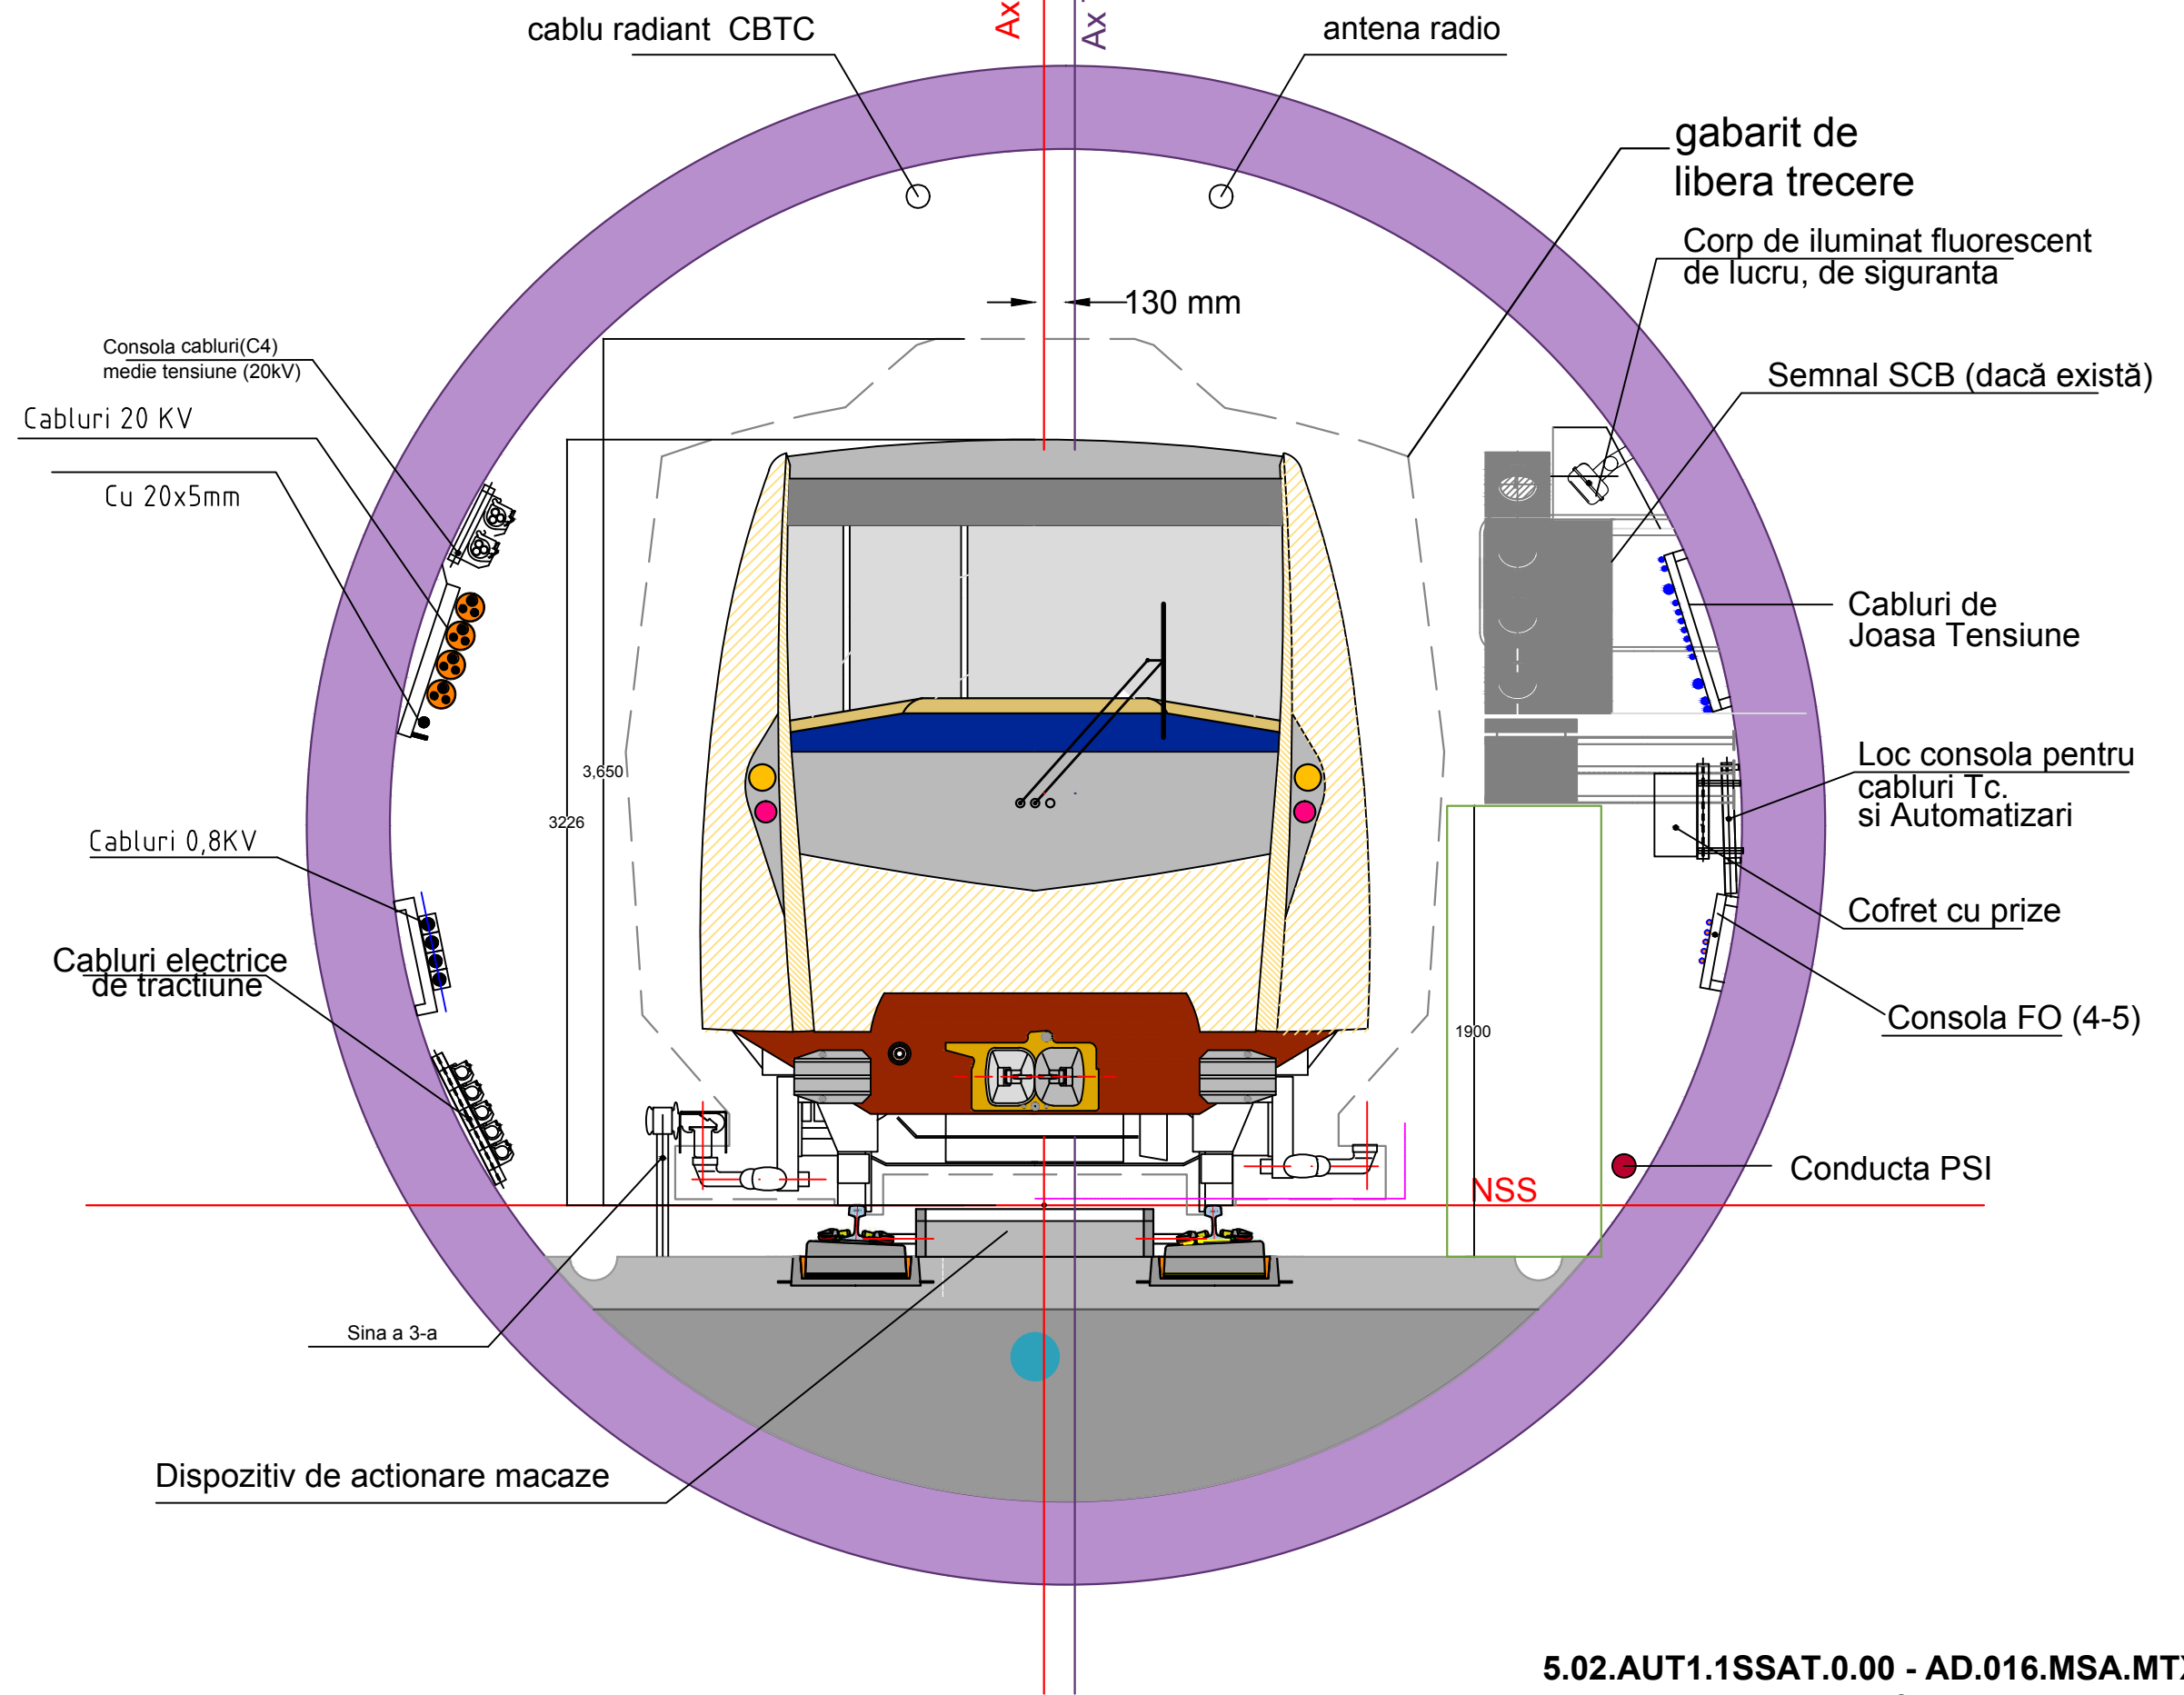 cablu radiant  CBTC
Ax
Ax
antena radio
gabarit de
libera trecere
Corp de iluminat fluorescent
de lucru, de siguranta
130 mm
Consola cabluri(C4)
medie tensiune (20kV)
Semnal SCB (dacă există)
Cabluri 20 KV
Cu 20x5mm
Cabluri de
Joasa Tensiune
3,650
Loc consola pentru
cabluri Tc.
si Automatizari
3226
Cabluri 0,8KV
Cofret cu prize
Cabluri electrice
de tractiune
Consola FO (4-5)
1900
Conducta PSI
NSS
Sina a 3-a
Dispozitiv de actionare macaze
5.02.AUT1.1SSAT.0.00 - AD.016.MSA.MTX